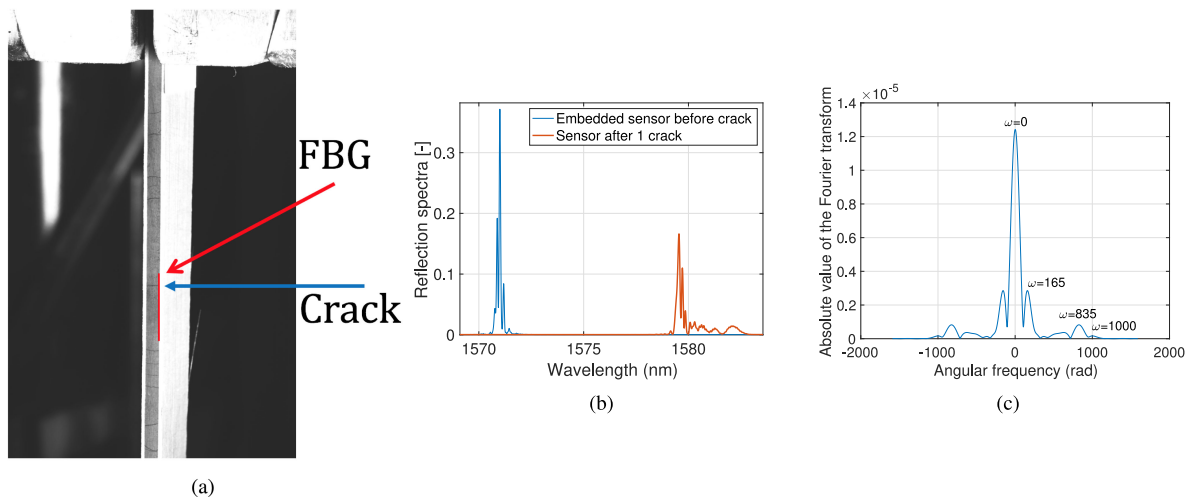 FBG
Crack
(a)
Embedded sensor before crack
Sensor after 1 crack
Reflection spectra [-]
0.3
0.2
0.1
0
1570
1575
1580
Wavelength (nm)
(b)
×10⁻⁵
1.4
1.2
1
0.8
0.6
0.4
0.2
0
Absolute value of the Fourier transform
ω=0
ω=165
ω=835
ω=1000
-2000
-1000
0
1000
2000
Angular frequency (rad)
(c)